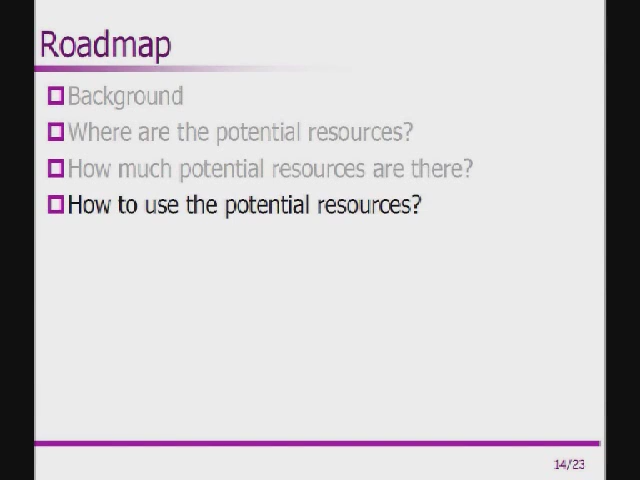 Roadmap
Background
Where are the potential resources?
How much potential resources are there?
How to use the potential resources?
14/23